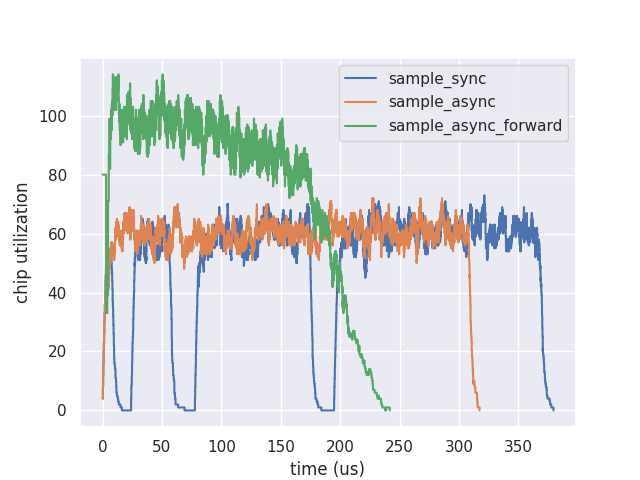 sample_sync
sample_async
sample_async_forward
chip utilization
100
80
60
40
20
0
0 50 100 150 200 250 300 350
time (us)